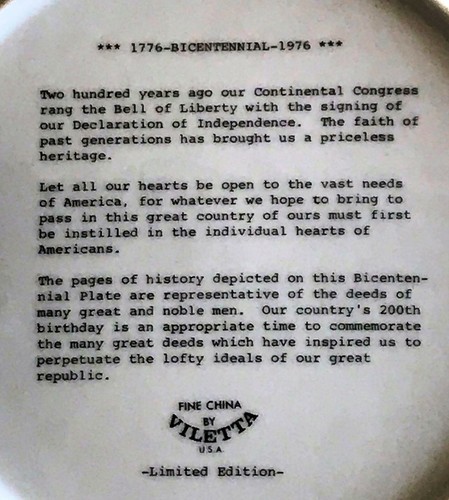 *** 1776-BICENTENNIAL-1976 ***
Two hundred years ago our Continental Congress
rang the Bell of Liberty with the signing of
our Declaration of Independence. The faith of
past generations has brought us a priceless
heritage.
Let all our hearts be open to the vast needs
of America, for whatever we hope to bring to
pass in this great country of ours must first
be instilled in the individual hearts of
Americans.
The pages of history depicted on this Bicenten-
nial Plate are representative of the deeds of
many great and noble men. Our country's 200th
birthday is an appropriate time to commemorate
the many great deeds which have inspired us to
perpetuate the lofty ideals of our great
republic.
FINE CHINA
BY
VILETTA
U.S.A.
-Limited Edition-